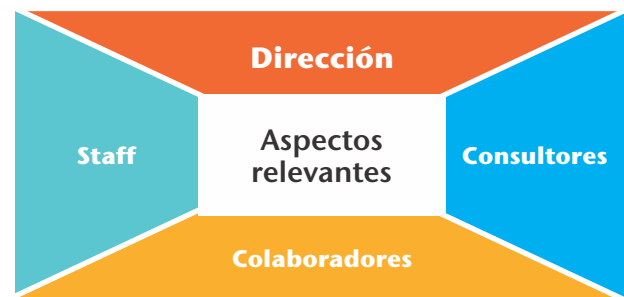 Dirección
Staff
Aspectos
relevantes
Consultores
Colaboradores